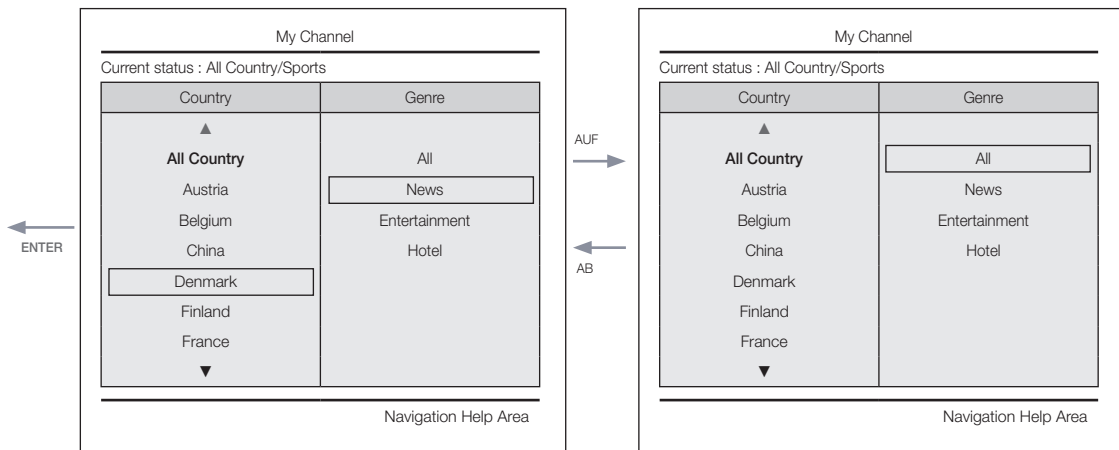 My Channel
Current status : All Country/Sports
Country Genre
▲
All Country All
Austria News
Belgium Entertainment
China Hotel
Denmark
Finland
France
▼
Navigation Help Area
ENTER
AUF
AB
My Channel
Current status : All Country/Sports
Country Genre
▲
All Country All
Austria News
Belgium Entertainment
China Hotel
Denmark
Finland
France
▼
Navigation Help Area